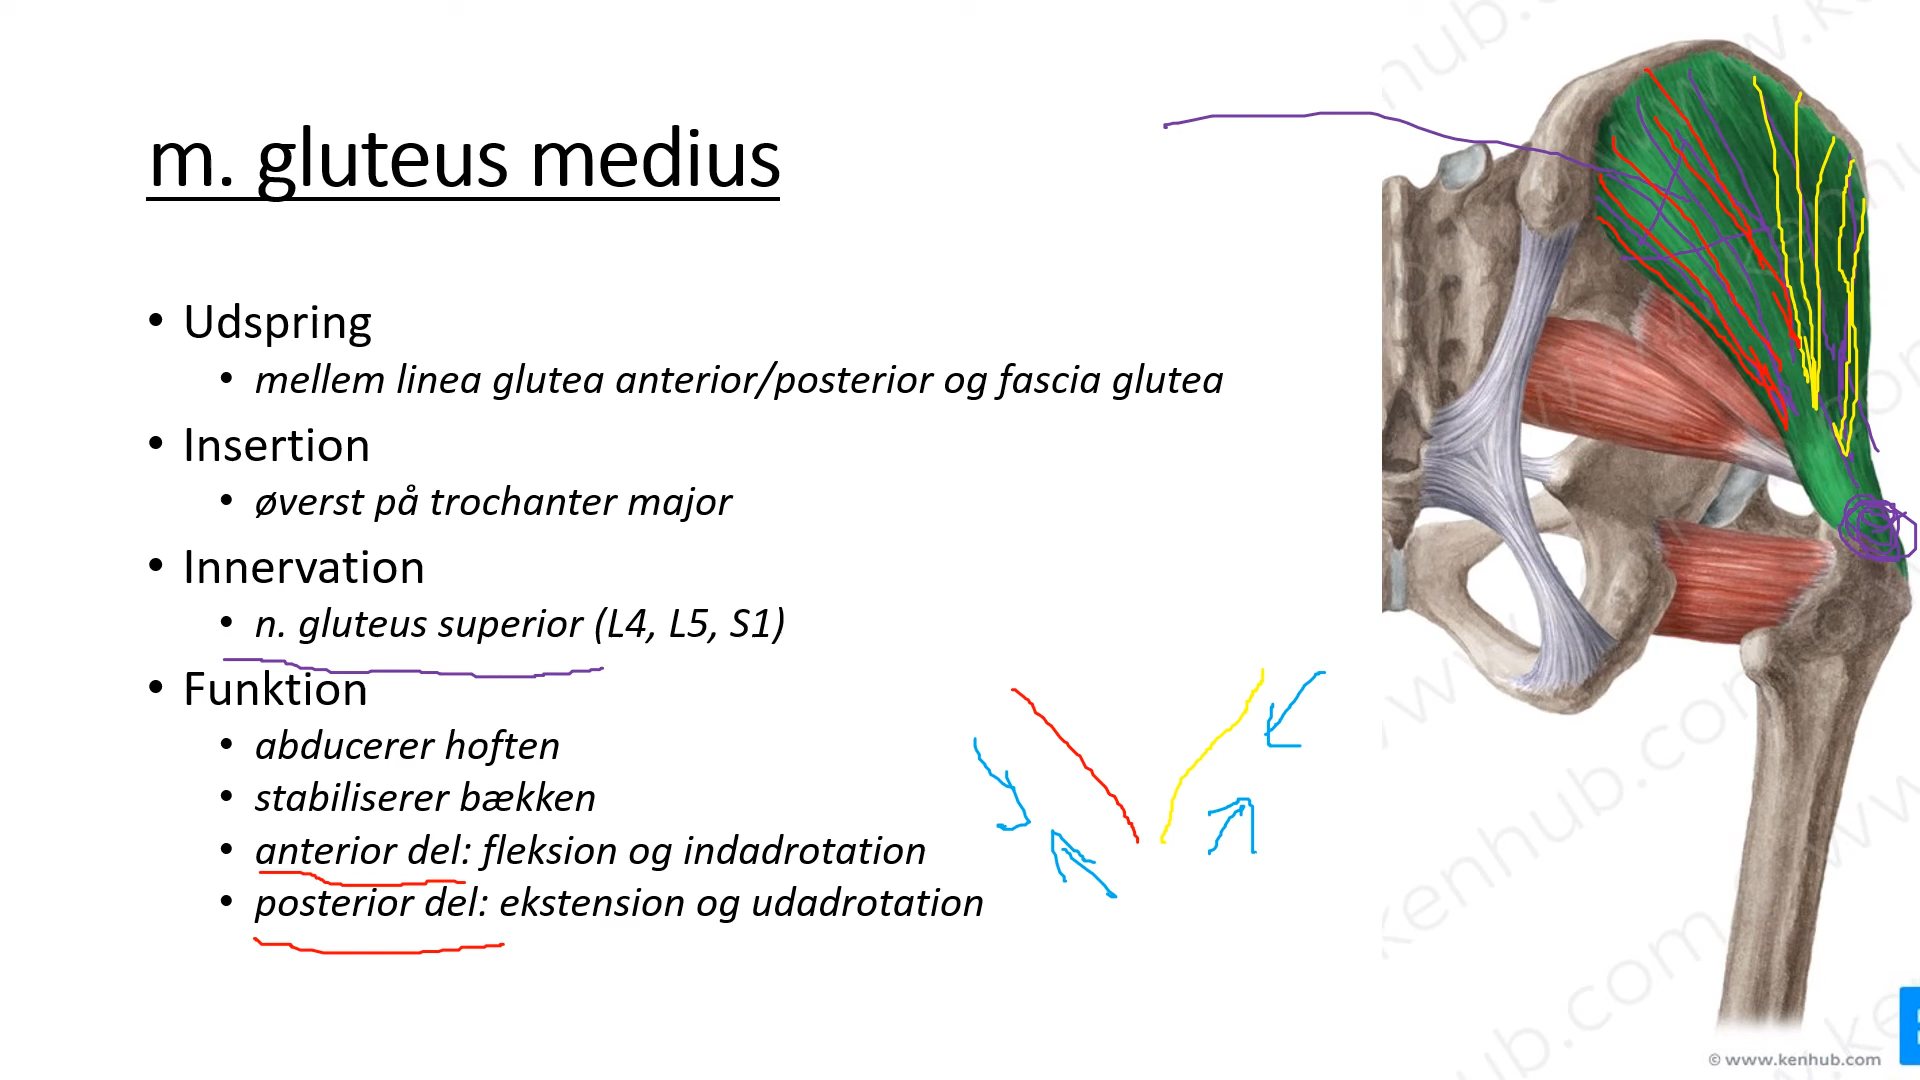 m. gluteus medius
• Udspring
• mellem linea glutea anterior/posterior og fascia glutea
• Insertion
• øverst på trochanter major
• Innervation
• n. gluteus superior (L4, L5, S1)
• Funktion
• abducerer hoften
• stabiliserer bækken
• anterior del: fleksion og indadrotation
• posterior del: ekstension og udadrotation
© www.kenhub.com